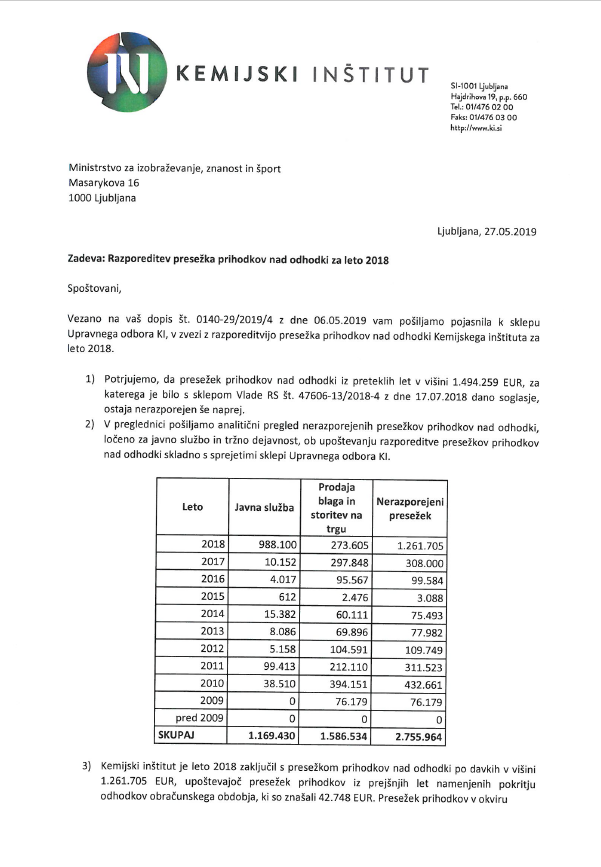 KEMIJSKI INŠTITUT
SI-1001 Ljubljana
Hajdrihova 19, p.p. 660
Tel.: 01/476 02 00
Faks: 01/476 03 00
http://www.ki.si
Ministrstvo za izobraževanje, znanost in šport
Masarykova 16
1000 Ljubljana
Ljubljana, 27.05.2019
Zadeva: Razporeditev presežka prihodkov nad odhodki za leto 2018
Spoštovani,
Vezano na vaš dopis št. 0140-29/2019/4 z dne 06.05.2019 vam pošiljamo pojasnila k sklepu
Upravnega odbora KI, v zvezi z razporeditvijo presežka prihodkov nad odhodki Kemijskega inštituta za
leto 2018.
1) Potrjujemo, da presežek prihodkov nad odhodki iz preteklih let v višini 1.494.259 EUR, za
katerega je bilo s sklepom Vlade RS št. 47606-13/2018-4 z dne 17.07.2018 dano soglasje,
ostaja nerazporejen še naprej.
2) V preglednici pošiljamo analitični pregled nerazporejenih presežkov prihodkov nad odhodki,
ločeno za javno službo in tržno dejavnost, ob upoštevanju razporeditve presežkov prihodkov
nad odhodki skladno s sprejetimi sklepi Upravnega odbora KI.
Leto Javna služba Prodaja blaga in storitev na trgu Nerazporejeni presežek
2018 988.100 273.605 1.261.705
2017 10.152 297.848 308.000
2016 4.017 95.567 99.584
2015 612 2.476 3.088
2014 15.382 60.111 75.493
2013 8.086 69.896 77.982
2012 5.158 104.591 109.749
2011 99.413 212.110 311.523
2010 38.510 394.151 432.661
2009 0 76.179 76.179
pred 2009 0 0 0
SKUPAJ 1.169.430 1.586.534 2.755.964
3) Kemijski inštitut je leto 2018 zaključil s presežkom prihodkov nad odhodki po davkih v višini
1.261.705 EUR, upoštevajoč presežek prihodkov iz prejšnjih let namenjenih pokritju
odhodkov obračunskega obdobja, ki so znašali 42.748 EUR. Presežek prihodkov v okviru